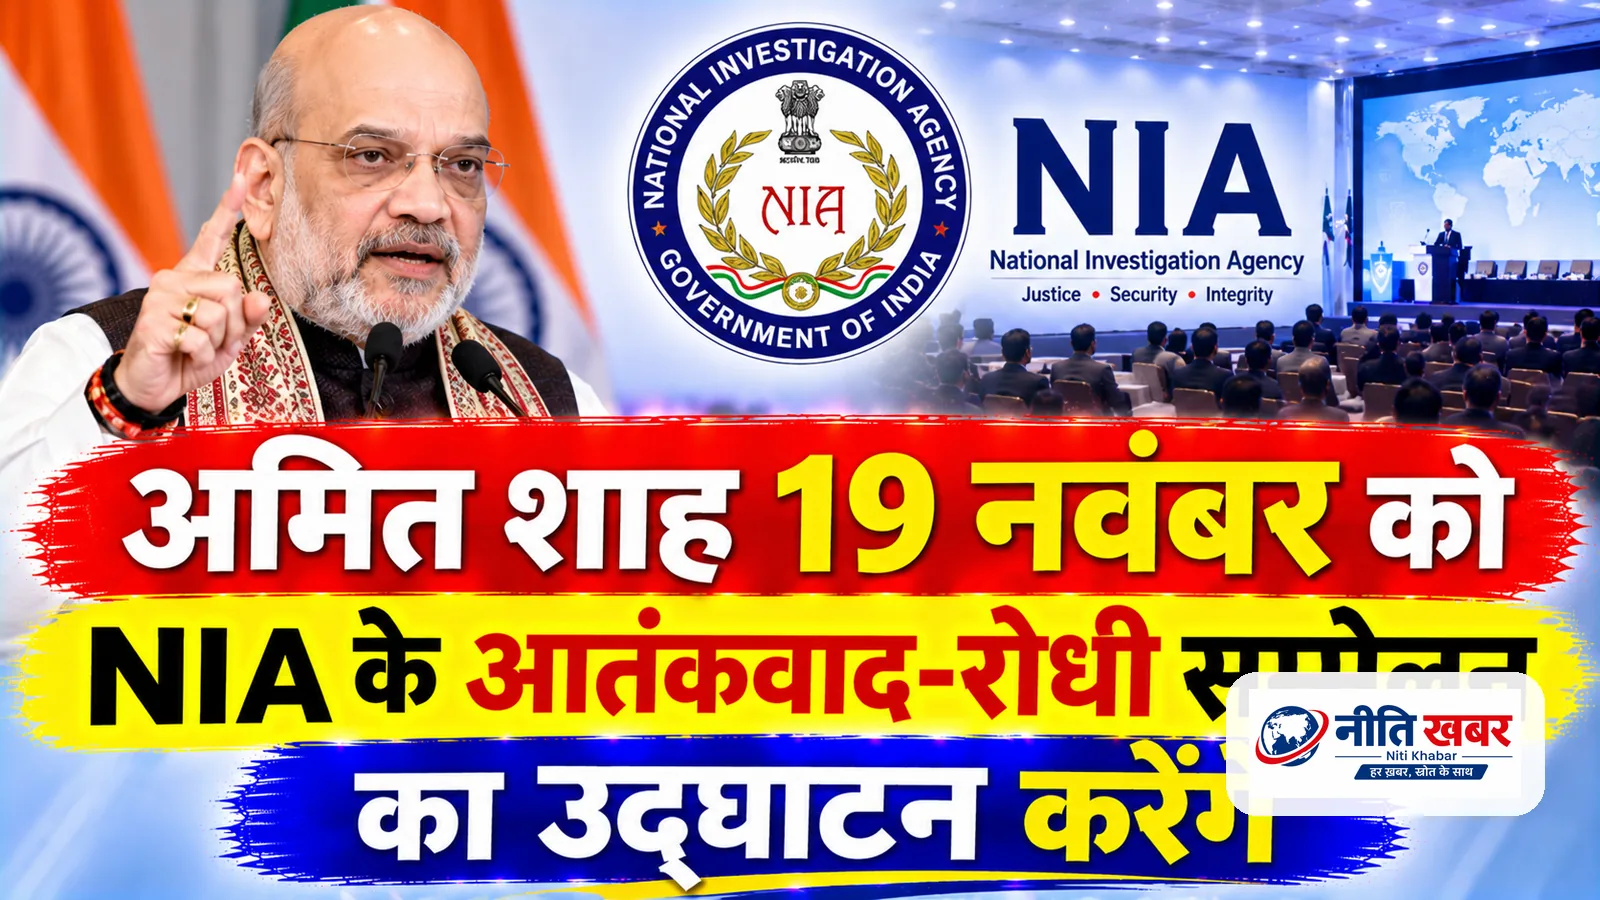 NATIONAL INVESTIGATION AGENCY
NIA
GOVERNMENT OF INDIA
NIA
National Investigation Agency
Justice • Security • Integrity
अमित शाह 19 नवंबर को
NIA के आतंकवाद-रोधी
का उद्घाटन करेंगे
नीति खबर
Niti Khabar
हर ख़बर, स्रोत के साथ